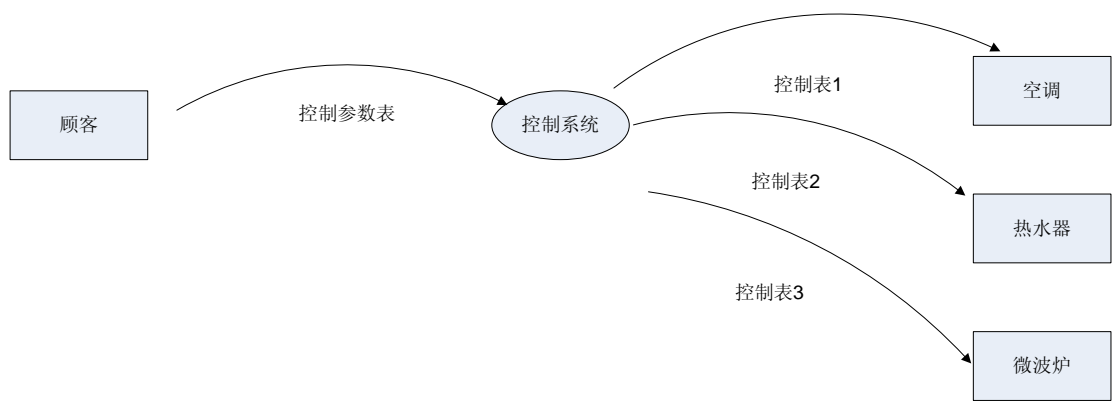 顾客
控制参数表
控制系统
控制表1
空调
控制表2
热水器
控制表3
微波炉